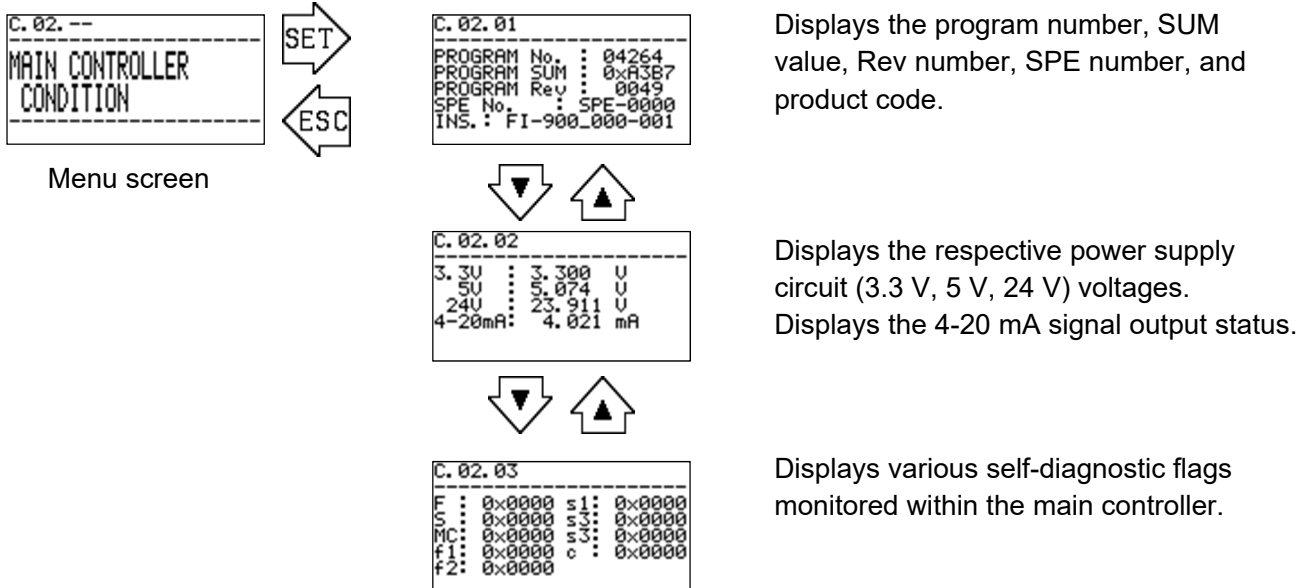 C.02.--
MAIN CONTROLLER
CONDITION
Menu screen
SET
ESC
C.02.01
PROGRAM No. : 04264
PROGRAM SUM : 0xA3B7
PROGRAM Rev : 0049
SPE No. : SPE-0000
INS.: FI-900_000-001
Displays the program number, SUM
value, Rev number, SPE number, and
product code.
C.02.02
3.3V : 3.300 V
5V : 5.074 V
24V : 23.911 V
4-20mA: 4.021 mA
Displays the respective power supply
circuit (3.3 V, 5 V, 24 V) voltages.
Displays the 4-20 mA signal output status.
C.02.03
F : 0x0000 s1: 0x0000
S : 0x0000 s3: 0x0000
MC: 0x0000 s3: 0x0000
f1: 0x0000 c : 0x0000
f2: 0x0000
Displays various self-diagnostic flags
monitored within the main controller.